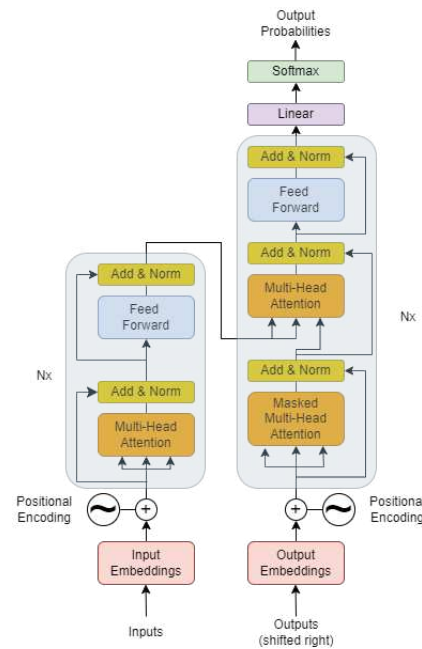 Output
Probabilities
Softmax
Linear
Add & Norm
Feed
Forward
Add & Norm
Multi-Head
Attention
Nx
Add & Norm
Masked
Multi-Head
Attention
Positional
Encoding
Output
Embeddings
Outputs
(shifted right)
Add & Norm
Feed
Forward
Nx
Add & Norm
Multi-Head
Attention
Positional
Encoding
Input
Embeddings
Inputs